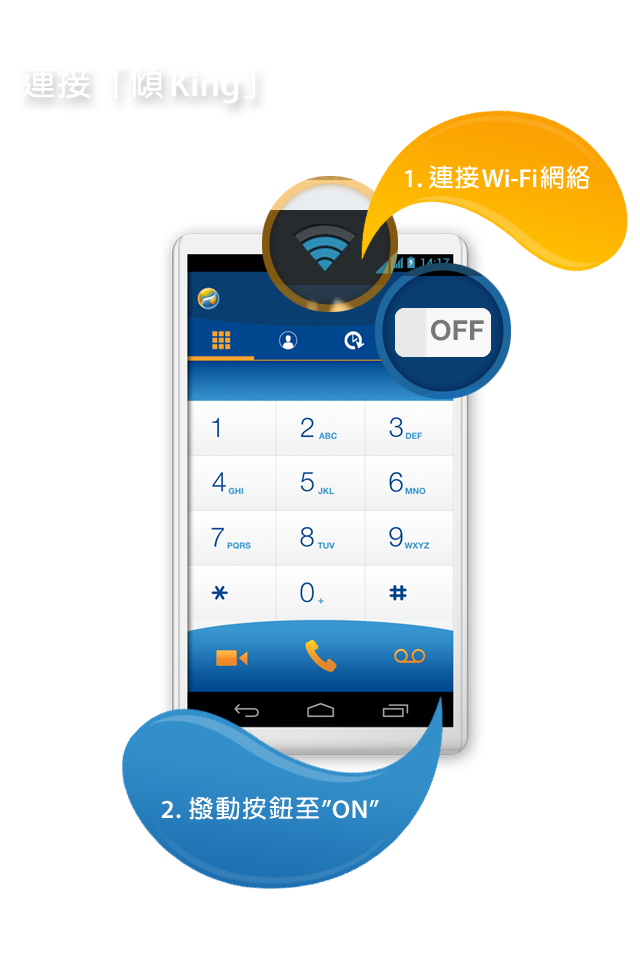 連接「傾King」
1. 連接Wi-Fi網絡
14:17
OFF
1
2 ABC
3 DEF
4 GHI
5 JKL
6 MNO
7 PQRS
8 TUV
9 WXYZ
*
0 +
#
2. 撥動按鈕至”ON”